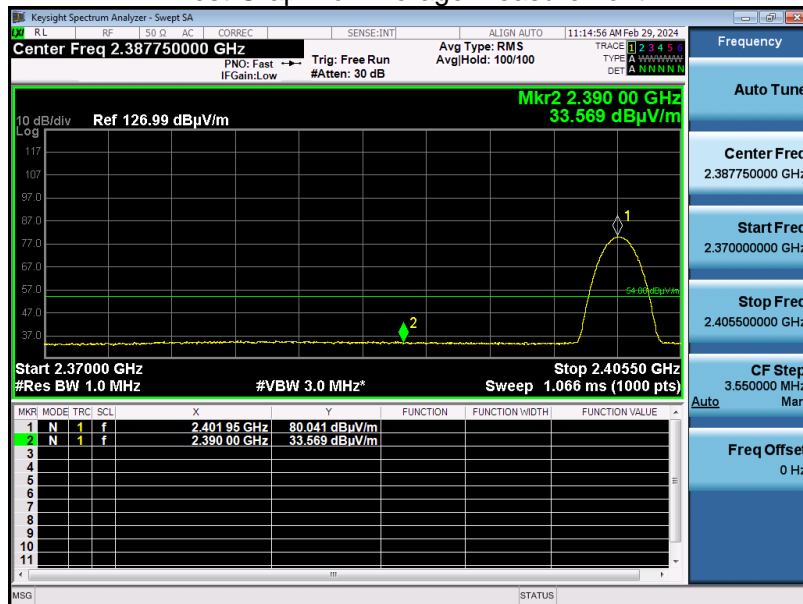 Keysight Spectrum Analyzer - Swept SA
LXI RL RF 50 Ω AC CORREC SENSE:INT ALIGN AUTO 11:14:56 AM Feb 29, 2024
Center Freq 2.387750000 GHz
PNO: Fast
IFGain:Low
Trig: Free Run
#Atten: 30 dB
Avg Type: RMS
Avg|Hold: 100/100
TRACE 1 2 3 4 5 6
TYPE A WWWWW
DET A N N N N N
Mkr2 2.390 00 GHz
33.569 dBµV/m
10 dB/div Ref 126.99 dBµV/m
Log
117
107
97.0
87.0
77.0
67.0
57.0
47.0
37.0
1
54.00 dBµV/m
2
Start 2.37000 GHz Stop 2.40550 GHz
#Res BW 1.0 MHz #VBW 3.0 MHz* Sweep 1.066 ms (1000 pts)
MKR MODE TRC SCL X Y FUNCTION FUNCTION WIDTH FUNCTION VALUE
1 N 1 f 2.401 95 GHz 80.041 dBµV/m
2 N 1 f 2.390 00 GHz 33.569 dBµV/m
3
4
5
6
7
8
9
10
11
MSG STATUS
Frequency
Auto Tune
Center Freq
2.387750000 GHz
Start Freq
2.370000000 GHz
Stop Freq
2.405500000 GHz
CF Step
3.550000 MHz
Auto Man
Freq Offset
0 Hz